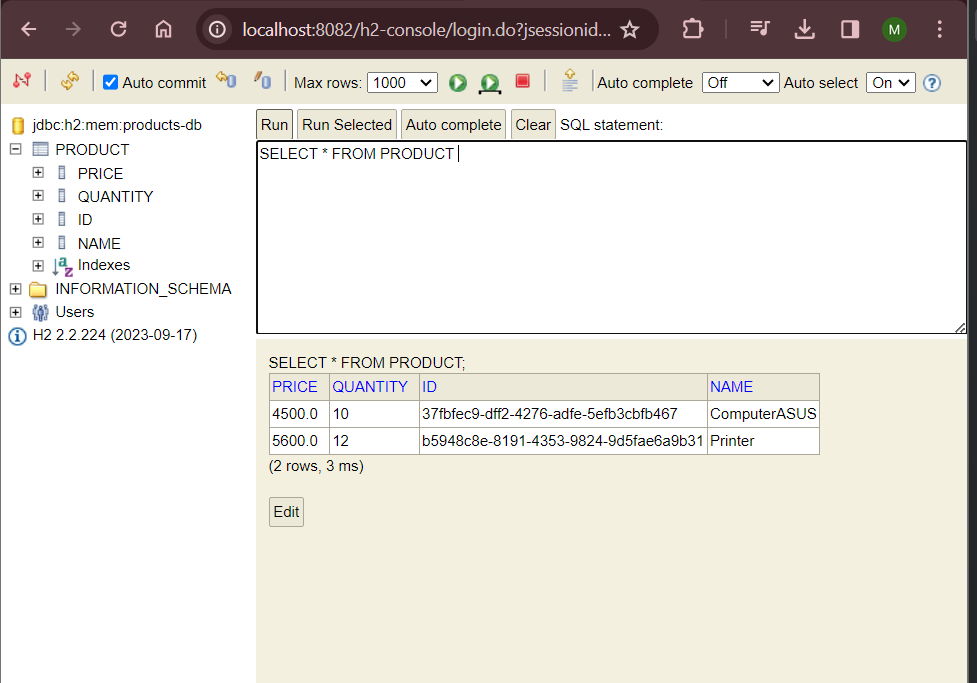 localhost:8082/h2-console/login.do?jsessionid...
M
Auto commit Max rows: 1000 Auto complete Off Auto select On ?
jdbc:h2:mem:products-db
PRODUCT
PRICE
QUANTITY
ID
NAME
Indexes
INFORMATION_SCHEMA
Users
H2 2.2.224 (2023-09-17)
Run Run Selected Auto complete Clear SQL statement:
SELECT * FROM PRODUCT
SELECT * FROM PRODUCT;
PRICE QUANTITY ID NAME
4500.0 10 37fbfec9-dff2-4276-adfe-5efb3cbfb467 ComputerASUS
5600.0 12 b5948c8e-8191-4353-9824-9d5fae6a9b31 Printer
(2 rows, 3 ms)
Edit